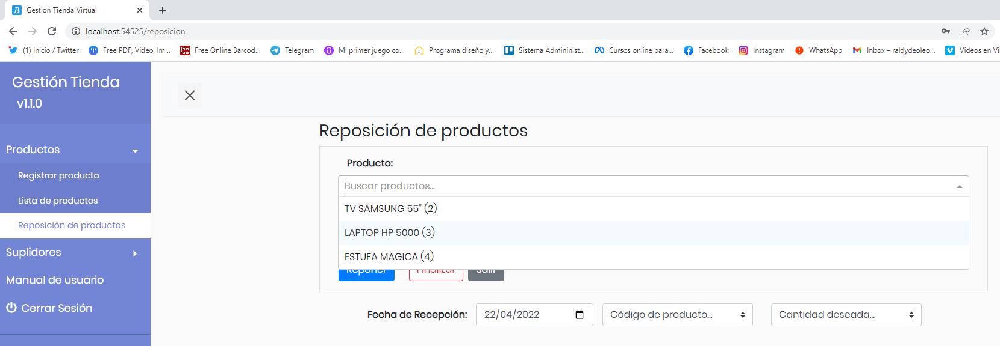 Gestion Tienda Virtual
localhost:54525/reposicion
(1) Inicio / Twitter Free PDF, Video, Im... Free Online Barcod... Telegram Mi primer juego co... Programa diseño y... Sistema Admininist... Cursos online para... Facebook Instagram WhatsApp Inbox – raldydeoleo... Videos en Vi
Gestión Tienda
v1.1.0
Productos
Registrar producto
Lista de productos
Reposición de productos
Suplidores
Manual de usuario
Cerrar Sesión
Reposición de productos
Producto:
Buscar productos...
TV SAMSUNG 55" (2)
LAPTOP HP 5000 (3)
ESTUFA MAGICA (4)
Reponer Finalizar Salir
Fecha de Recepción: 22/04/2022 Código de producto... Cantidad deseada...